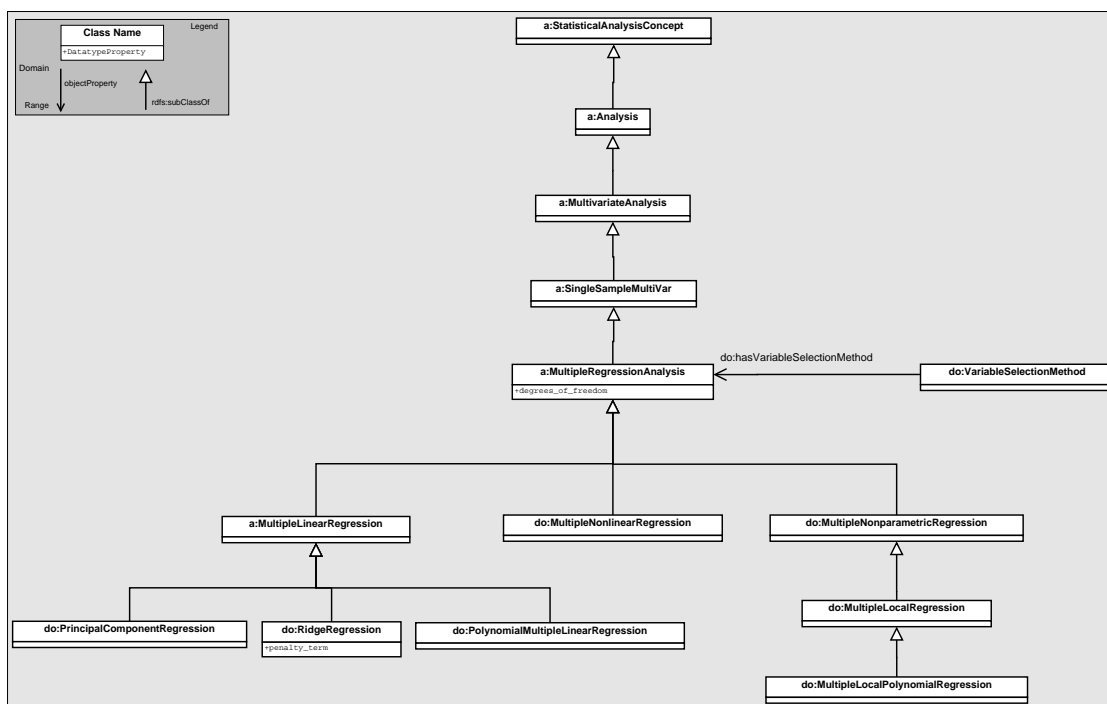 Class Name
Legend
+DatatypeProperty
Domain
objectProperty
Range
rdfs:subClassOf
a:StatisticalAnalysisConcept
a:Analysis
a:MultivariateAnalysis
a:SingleSampleMultiVar
do:hasVariableSelectionMethod
a:MultipleRegressionAnalysis
do:VariableSelectionMethod
+degrees_of_freedom
a:MultipleLinearRegression
do:MultipleNonlinearRegression
do:MultipleNonparametricRegression
do:MultipleLocalRegression
do:PrincipalComponentRegression
do:RidgeRegression
do:PolynomialMultipleLinearRegression
+penalty_term
do:MultipleLocalPolynomialRegression